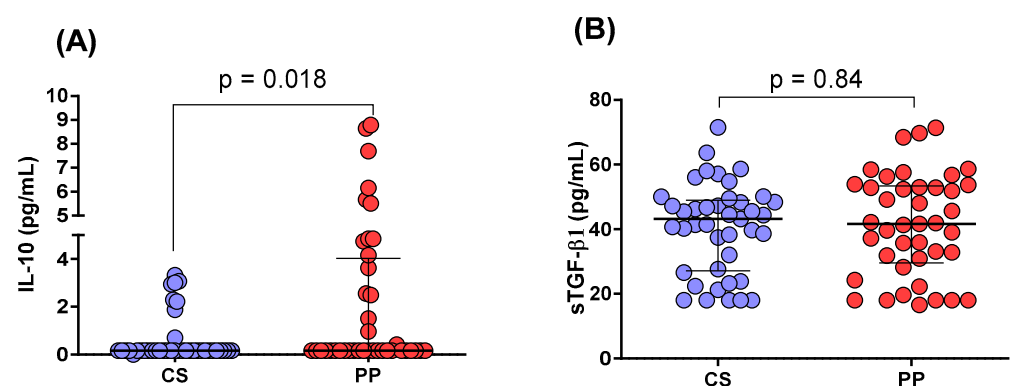 (A)
p = 0.018
IL-10 (pg/mL)
10
9
8
7
6
5
4
2
0
CS
PP
(B)
p = 0.84
sTGF-β1 (pg/mL)
80
60
40
20
0
CS
PP